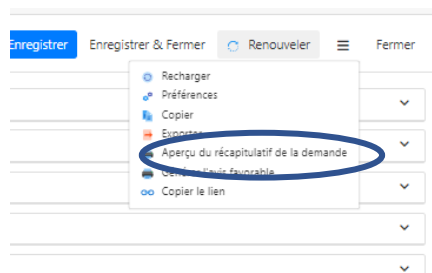 Enregistrer Enregistrer & Fermer Renouveler Fermer
Recharger
Préférences
Copier
Exporter
Aperçu du récapitulatif de la demande
Générer l'avis favorable
Copier le lien